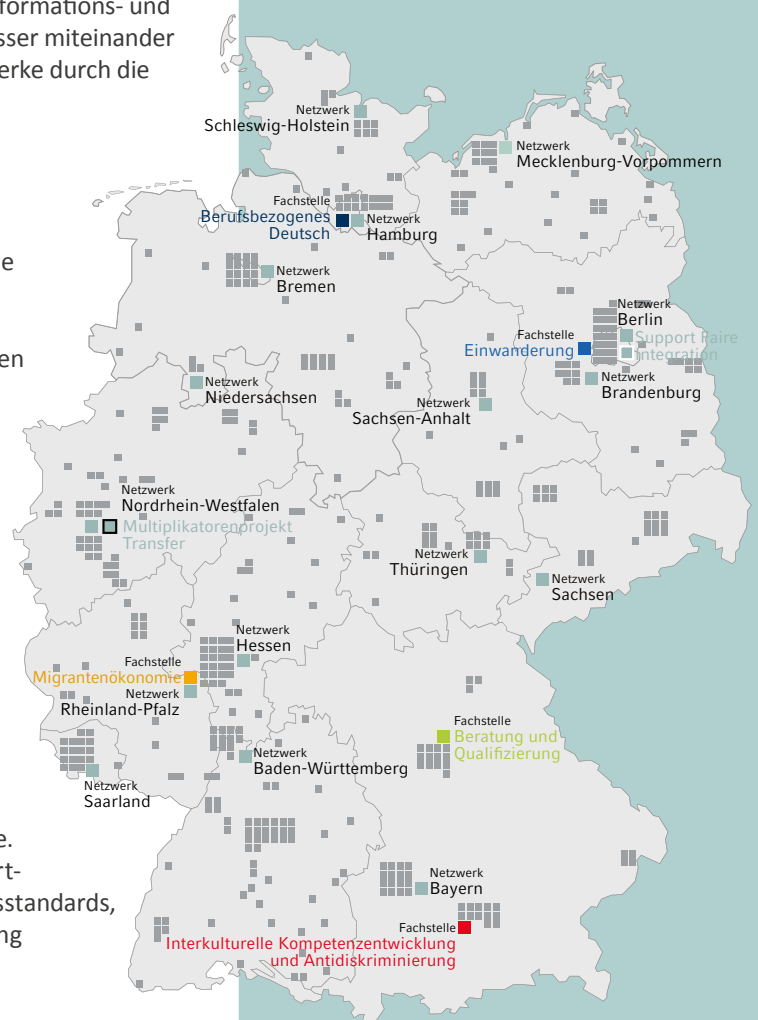 formations- und
sser miteinander
erke durch die
Netzwerk
Schleswig-Holstein
Netzwerk
Mecklenburg-Vorpommern
Fachstelle
Berufsbezogenes
Deutsch
Netzwerk
Hamburg
e
Netzwerk
Bremen
Netzwerk
Berlin
Support Faire
Integration
Fachstelle
Einwanderung
en
Netzwerk
Niedersachsen
Netzwerk
Brandenburg
Netzwerk
Sachsen-Anhalt
Netzwerk
Nordrhein-Westfalen
Multiplikatorenprojekt
Transfer
Netzwerk
Thüringen
Netzwerk
Sachsen
Netzwerk
Hessen
Fachstelle
Migrantenökonomie
Netzwerk
Rheinland-Pfalz
Fachstelle
Beratung und
Qualifizierung
Netzwerk
Baden-Württemberg
Netzwerk
Saarland
e.
rt-
sstandards,
ng
Netzwerk
Bayern
Fachstelle
Interkulturelle Kompetenzentwicklung
und Antidiskriminierung